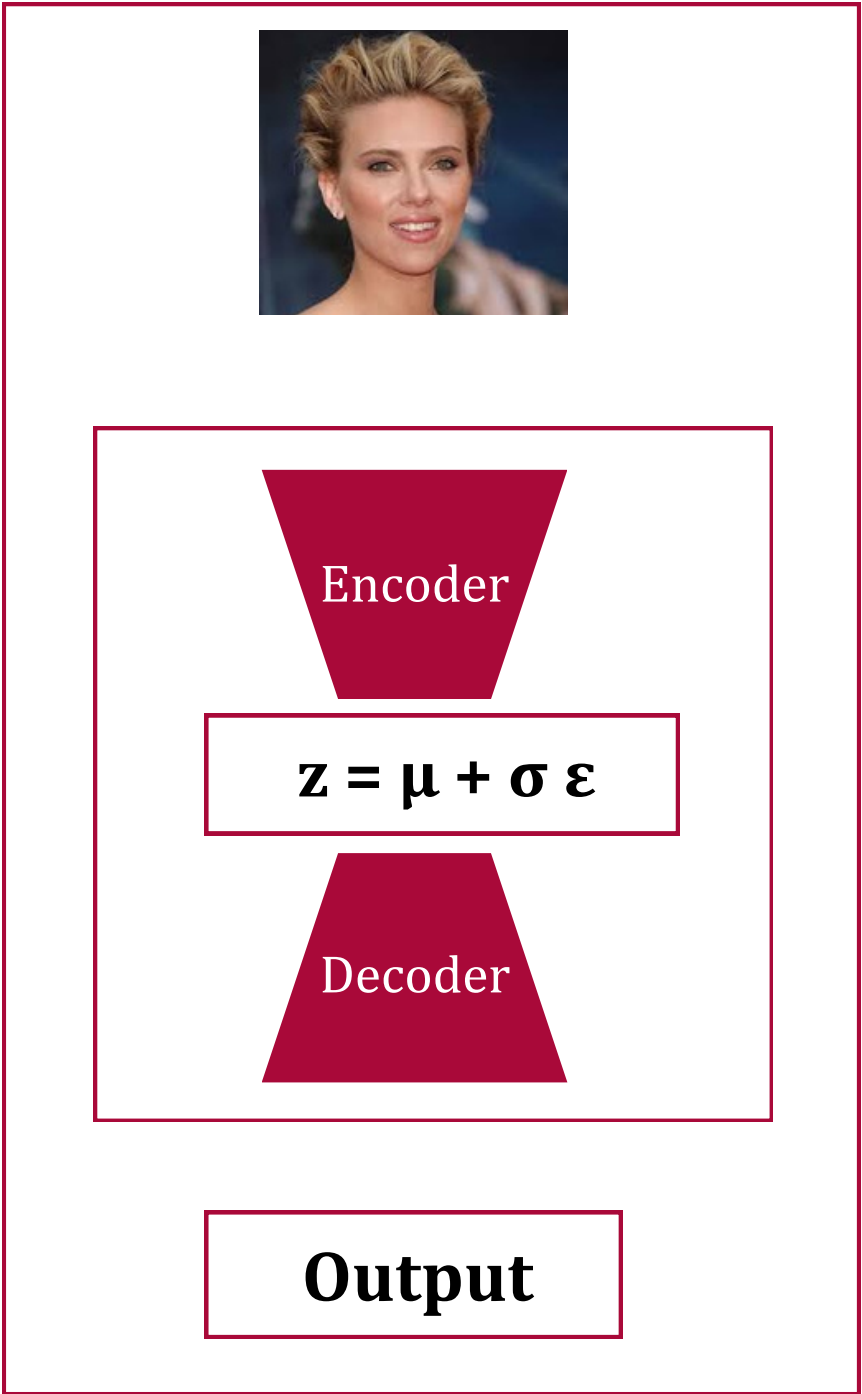 Encoder
z = μ + σ ε
Decoder
Output